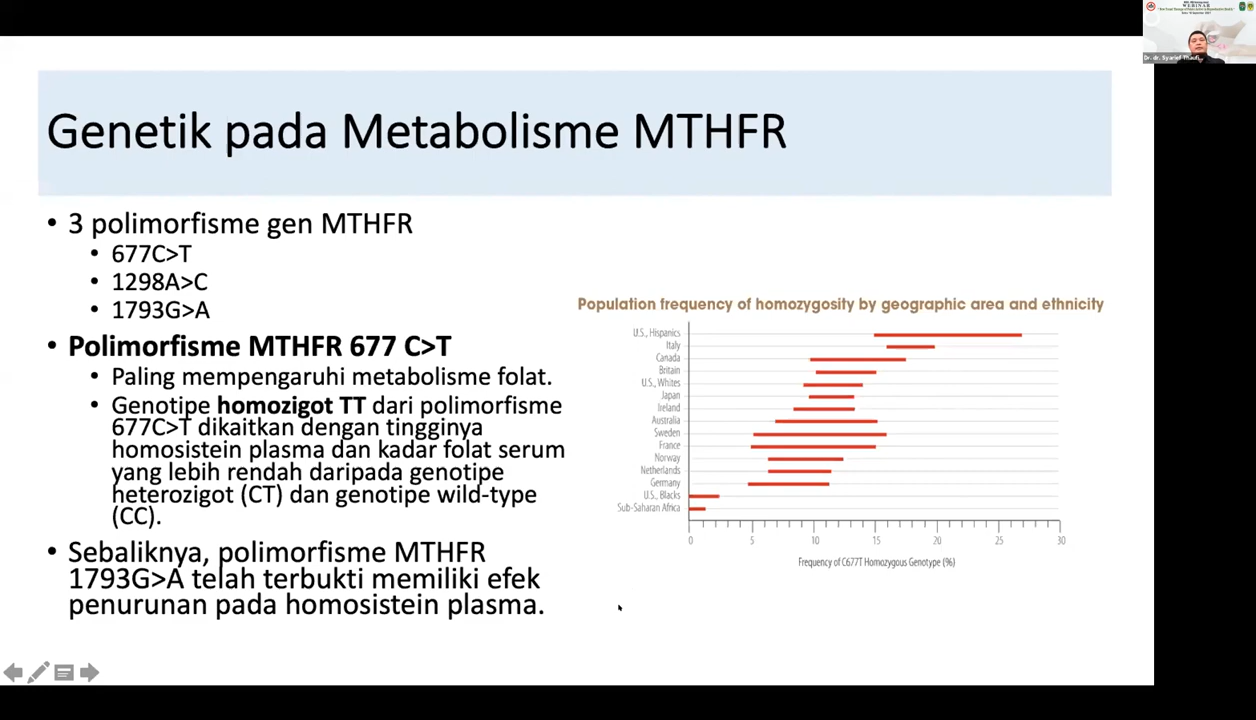 WEBINAR
Dr. dr. Syarief Thaufi...
Genetik pada Metabolisme MTHFR
• 3 polimorfisme gen MTHFR
• 677C>T
• 1298A>C
• 1793G>A
• Polimorfisme MTHFR 677 C>T
• Paling mempengaruhi metabolisme folat.
• Genotipe homozigot TT dari polimorfisme
677C>T dikaitkan dengan tingginya
homosistein plasma dan kadar folat serum
yang lebih rendah daripada genotipe
heterozigot (CT) dan genotipe wild-type
(CC).
• Sebaliknya, polimorfisme MTHFR
1793G>A telah terbukti memiliki efek
penurunan pada homosistein plasma.
Population frequency of homozygosity by geographic area and ethnicity
U.S., Hispanics
Italy
Canada
Britain
U.S., Whites
Japan
Ireland
Australia
Sweden
France
Norway
Netherlands
Germany
U.S., Blacks
Sub-Saharan Africa
0 5 10 15 20 25 30
Frequency of C677T Homozygous Genotype (%)